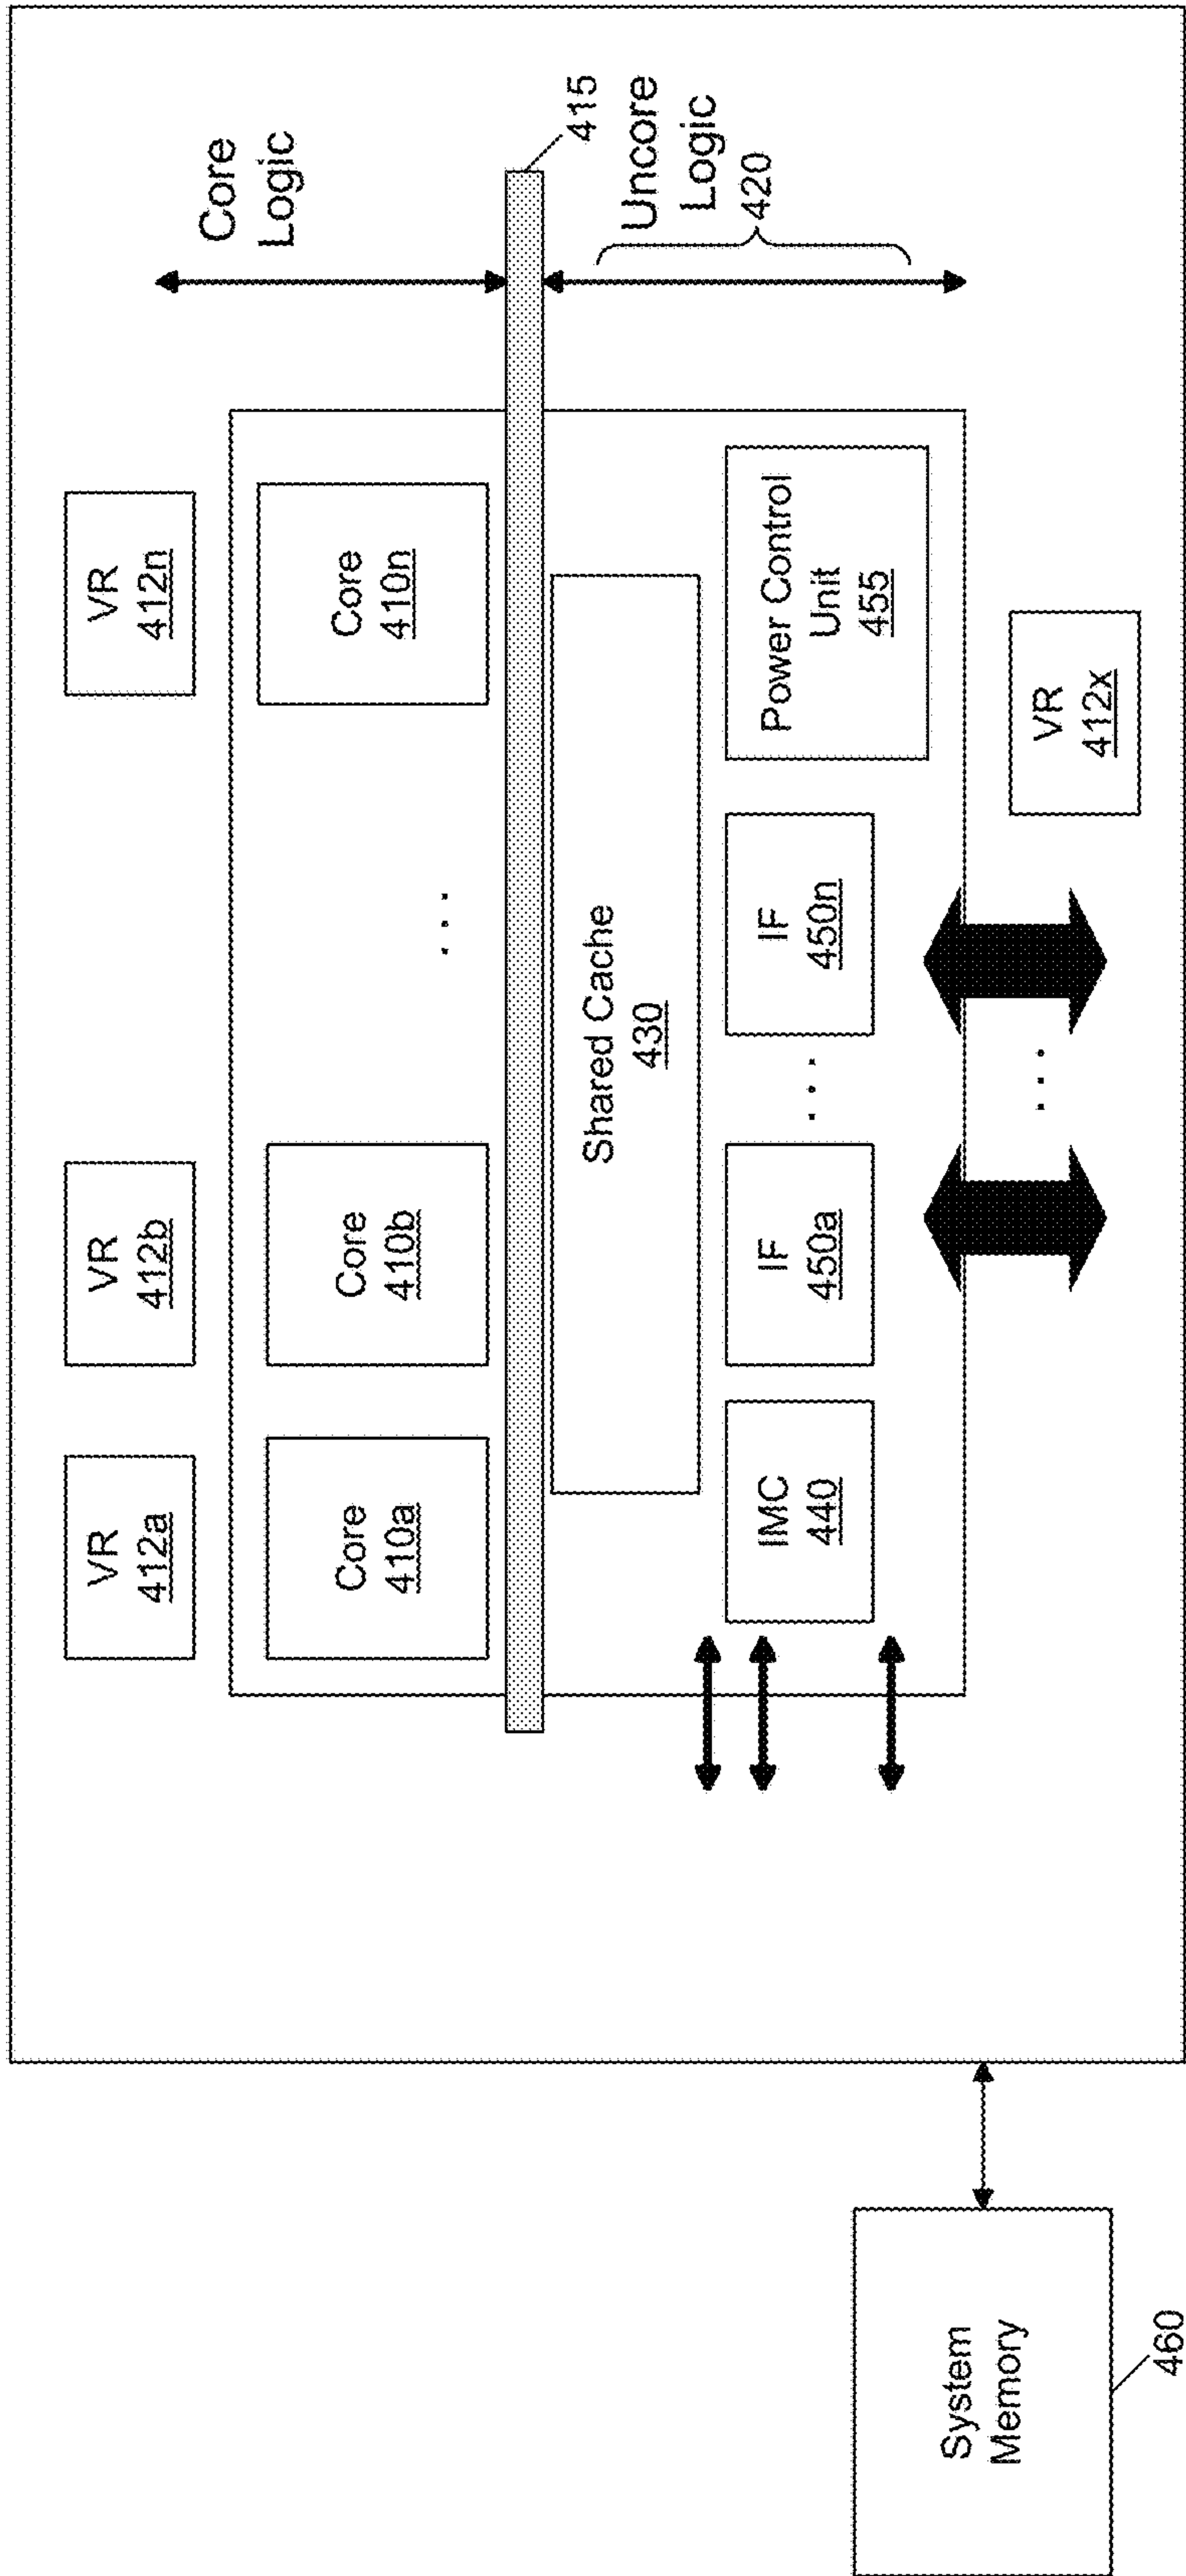 VR
412a
VR
412b
VR
412n
Core
Logic
Core
410a
Core
410b
. . .
Core
410n
415
Shared Cache
430
Uncore
Logic
420
IMC
440
IF
450a
. . .
IF
450n
Power Control
Unit
455
System
Memory
460
. . .
VR
412x